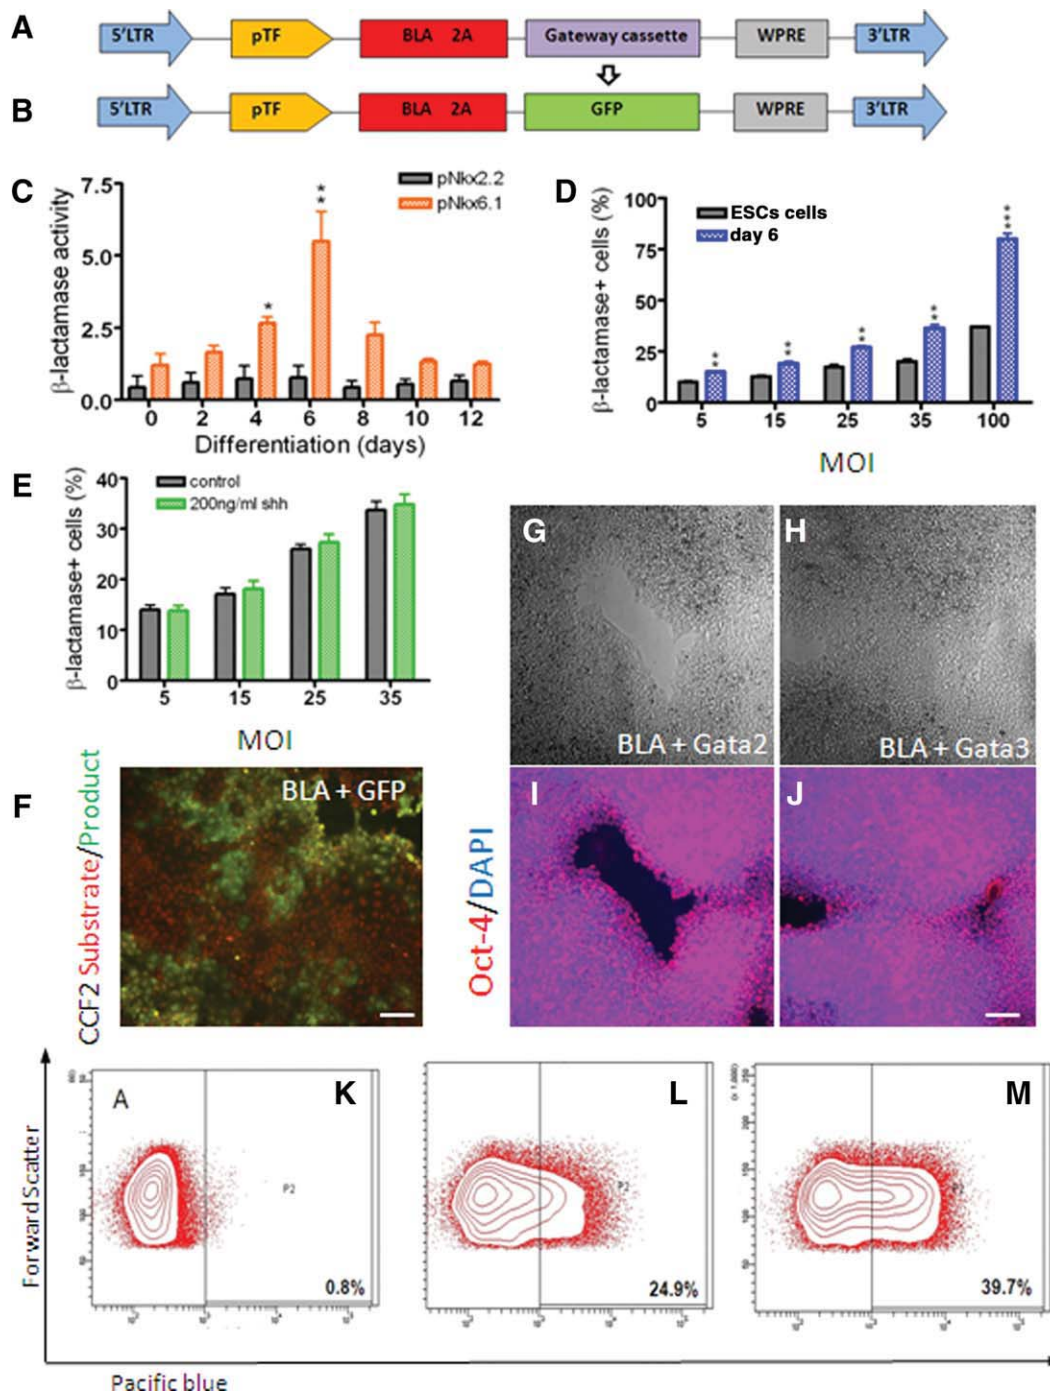 A
5'LTR pTF BLA 2A Gateway cassette WPRE 3'LTR
B
5'LTR pTF BLA 2A GFP WPRE 3'LTR
C
β-lactamase activity
7.5
5.0
2.5
0.0
pNkx2.2
pNkx6.1
*
**
0 2 4 6 8 10 12
Differentiation (days)
D
β-lactamase+ cells (%)
100
75
50
25
0
ESCs cells
day 6
**
**
**
**
***
5 15 25 35 100
MOI
E
β-lactamase+ cells (%)
40
30
20
10
0
control
200ng/ml shh
5 15 25 35
MOI
F
CCF2 Substrate/Product
BLA + GFP
G
BLA + Gata2
H
BLA + Gata3
Oct-4/DAPI
I
J
Forward Scatter
A
K
P2
0.8%
L
P2
24.9%
M
P2
39.7%
Pacific blue